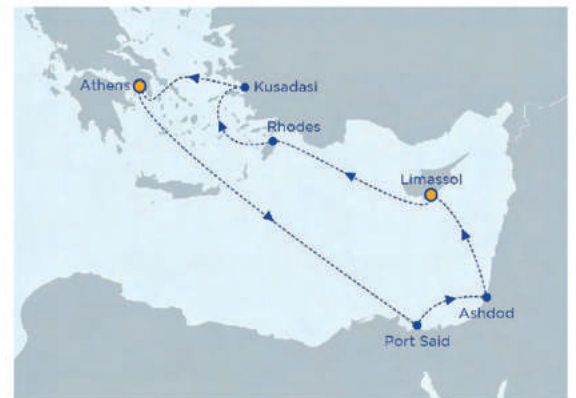 Athens
Kusadasi
Rhodes
Limassol
Ashdod
Port Said